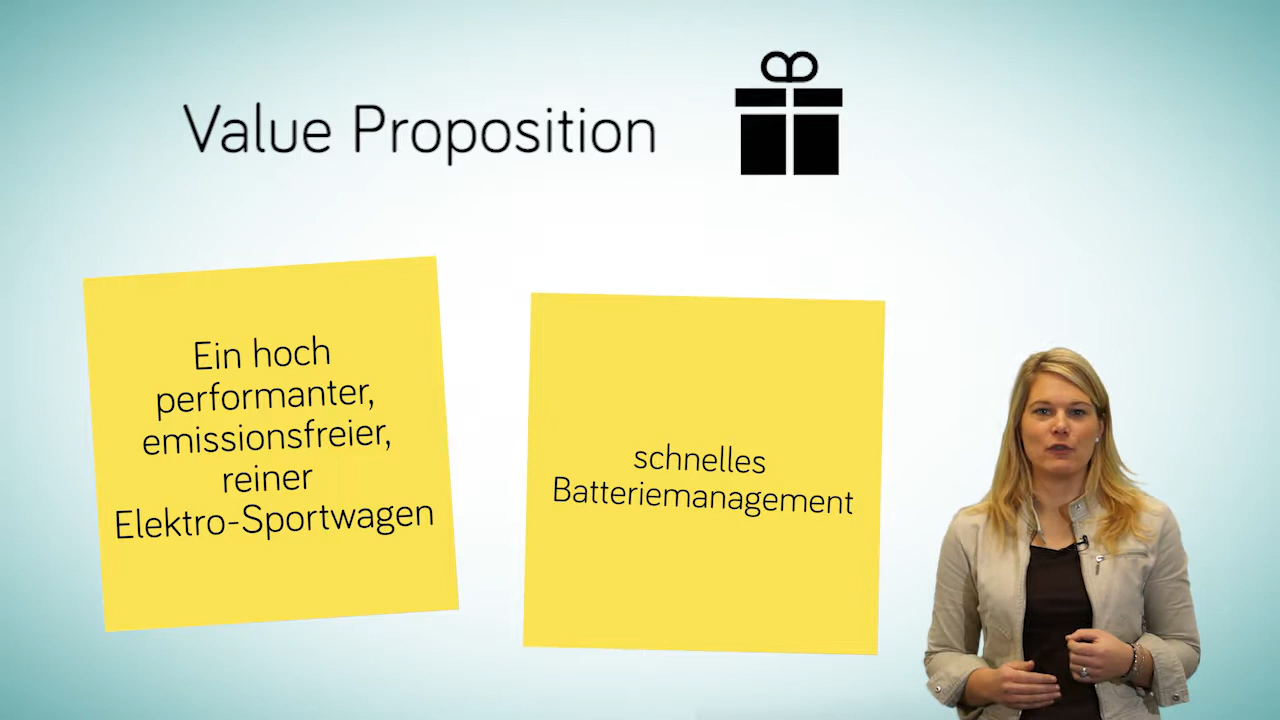 Value Proposition
Ein hoch
performanter,
emissionsfreier,
reiner
Elektro-Sportwagen
schnelles
Batteriemanagement